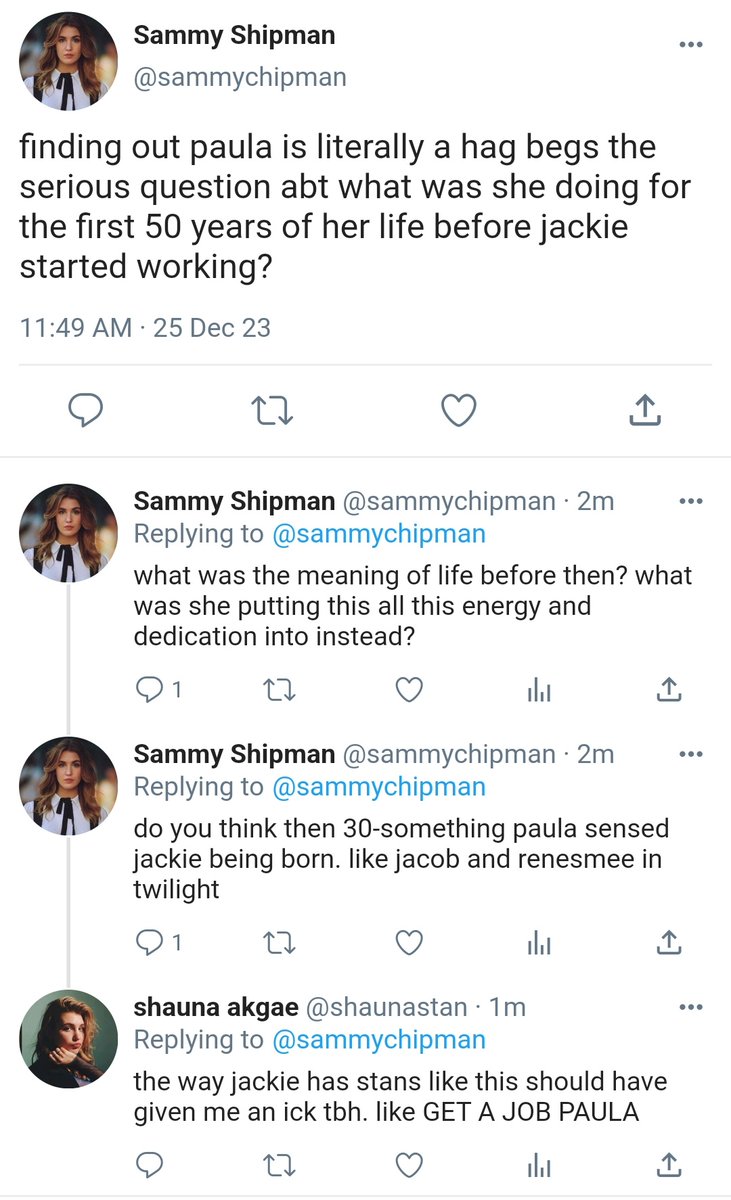 Sammy Shipman
@sammychipman
finding out paula is literally a hag begs the
serious question abt what was she doing for
the first 50 years of her life before jackie
started working?
11:49 AM · 25 Dec 23
Sammy Shipman @sammychipman · 2m
Replying to @sammychipman
what was the meaning of life before then? what
was she putting this all this energy and
dedication into instead?
1
Sammy Shipman @sammychipman · 2m
Replying to @sammychipman
do you think then 30-something paula sensed
jackie being born. like jacob and renesmee in
twilight
1
shauna akgae @shaunastan · 1m
Replying to @sammychipman
the way jackie has stans like this should have
given me an ick tbh. like GET A JOB PAULA